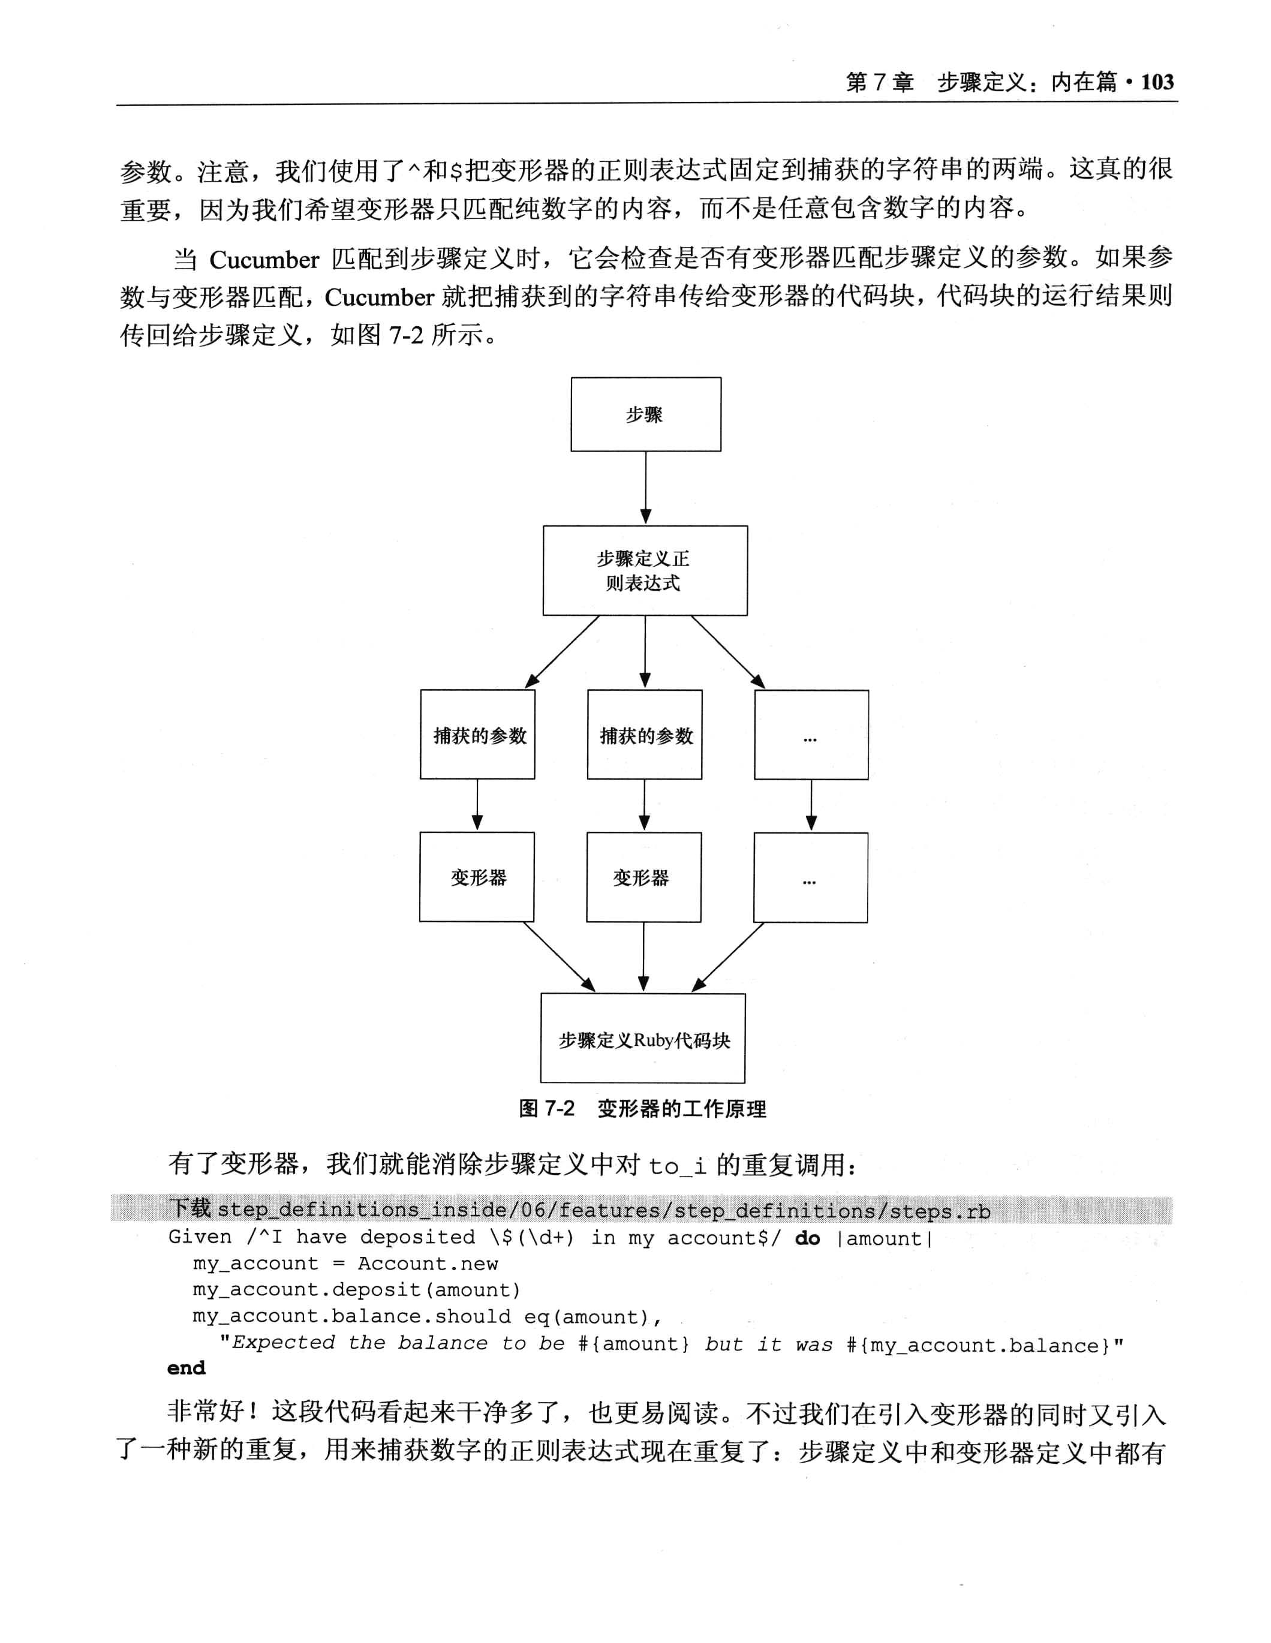 第 7 章 步骤定义：内在篇 · 103
参数。注意，我们使用了^和$把变形器的正则表达式固定到捕获的字符串的两端。这真的很
重要，因为我们希望变形器只匹配纯数字的内容，而不是任意包含数字的内容。
当 Cucumber 匹配到步骤定义时，它会检查是否有变形器匹配步骤定义的参数。如果参
数与变形器匹配，Cucumber 就把捕获到的字符串传给变形器的代码块，代码块的运行结果则
传回给步骤定义，如图 7-2 所示。
步骤
步骤定义正
则表达式
捕获的参数 捕获的参数 ...
变形器 变形器 ...
步骤定义Ruby代码块
图 7-2 变形器的工作原理
有了变形器，我们就能消除步骤定义中对 to_i 的重复调用：
下载 step_definitions_inside/06/features/step_definitions/steps.rb
Given /^I have deposited \$(\d+) in my account$/ do |amount|
  my_account = Account.new
  my_account.deposit(amount)
  my_account.balance.should eq(amount),
    "Expected the balance to be #{amount} but it was #{my_account.balance}"
end
非常好！这段代码看起来干净多了，也更易阅读。不过我们在引入变形器的同时又引入
了一种新的重复，用来捕获数字的正则表达式现在重复了：步骤定义中和变形器定义中都有